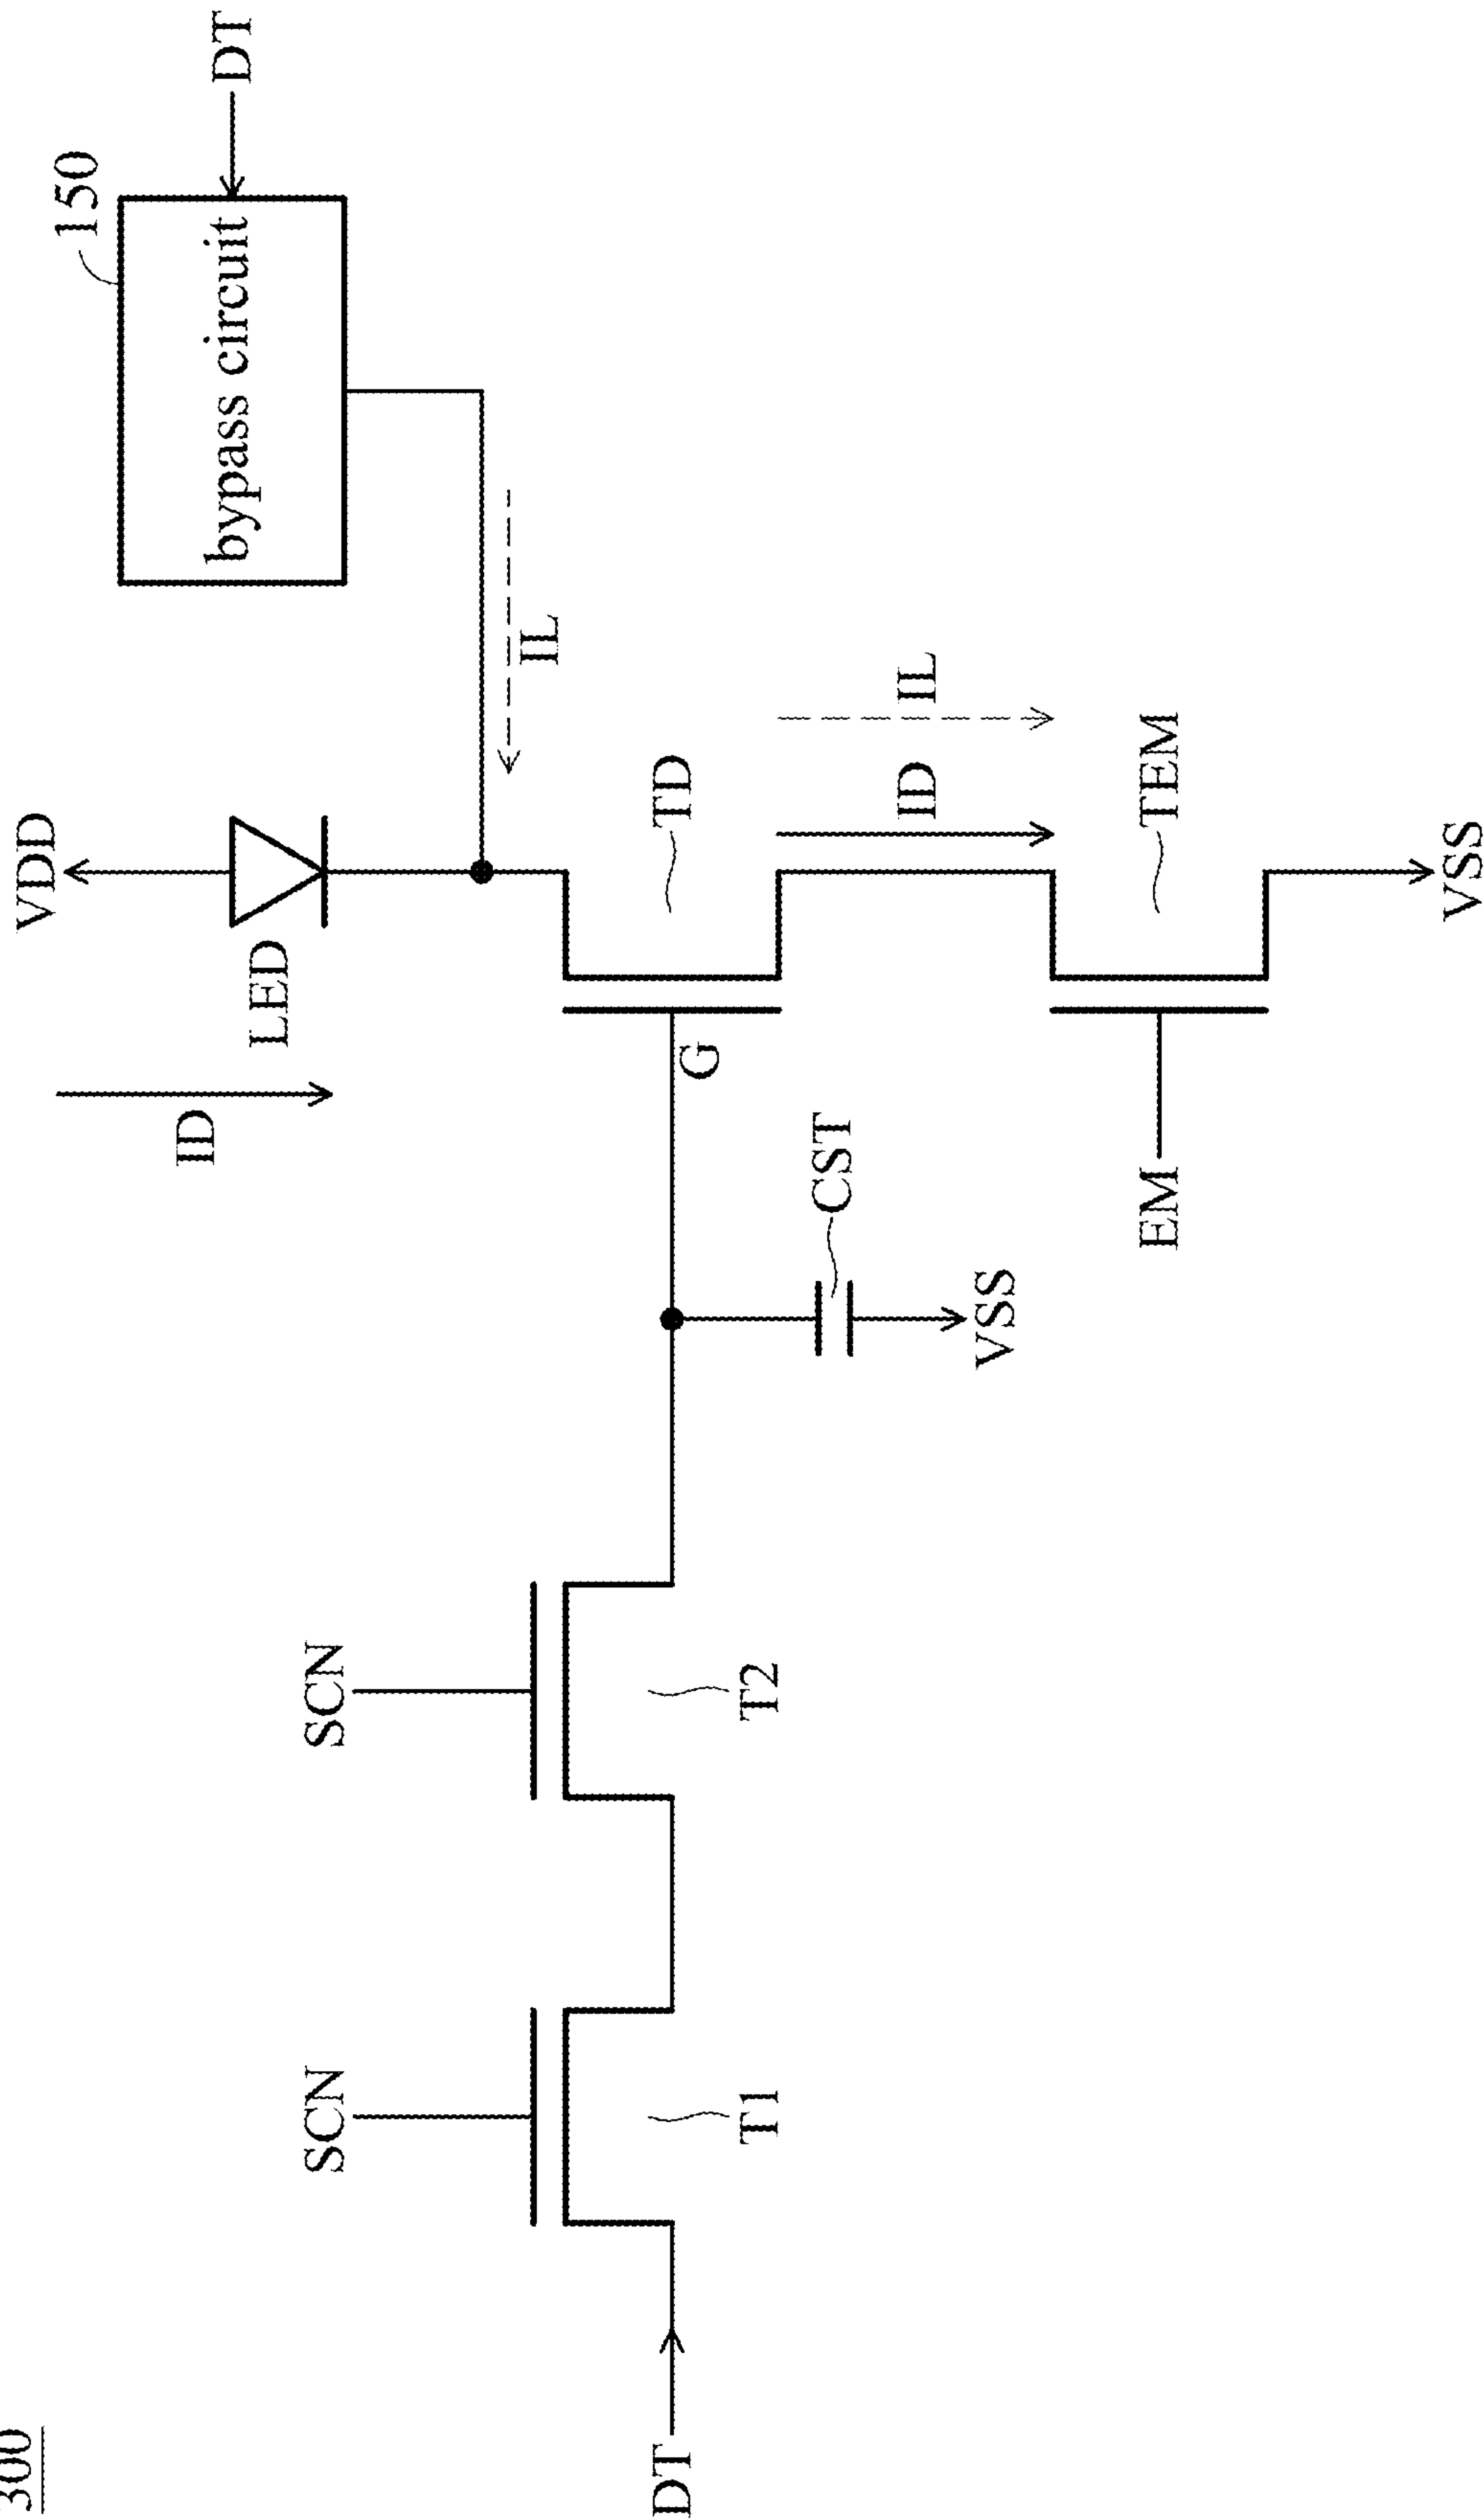 300
VDD
ID
LED
150
bypass circuit
DT
IL
SCN
SCN
T1
T2
DT
G
TD
CST
VSS
ID
IL
EM
TEM
VSS